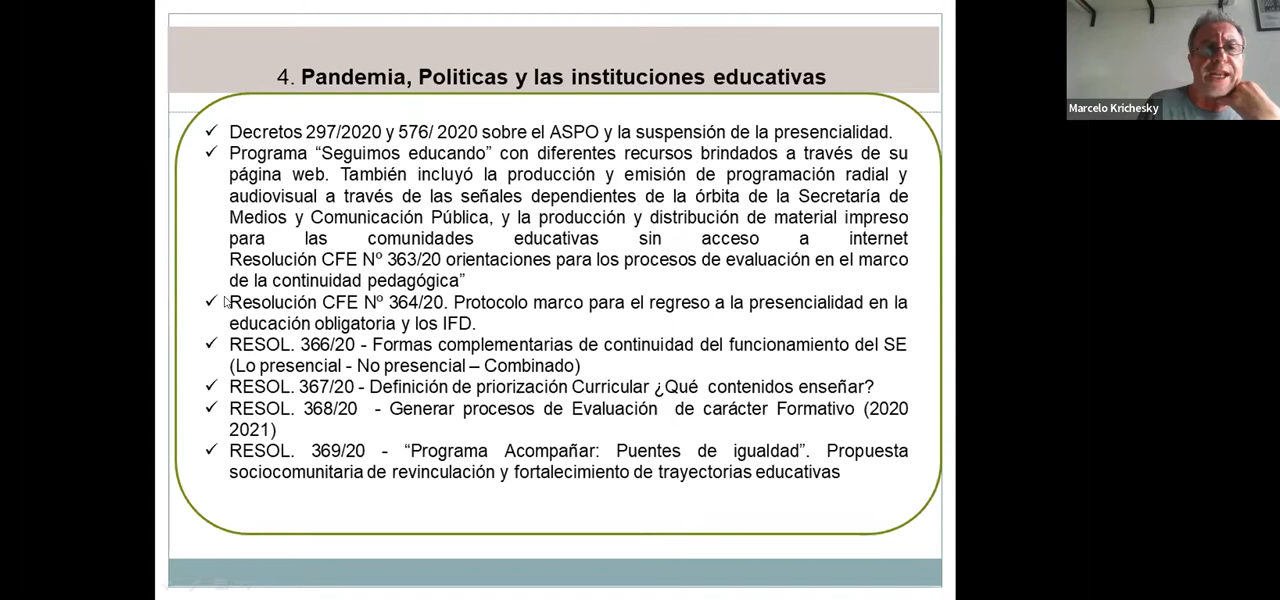 4. Pandemia, Politicas y las instituciones educativas
✓ Decretos 297/2020 y 576/ 2020 sobre el ASPO y la suspensión de la presencialidad.
✓ Programa “Seguimos educando” con diferentes recursos brindados a través de su
página web. También incluyó la producción y emisión de programación radial y
audiovisual a través de las señales dependientes de la órbita de la Secretaría de
Medios y Comunicación Pública, y la producción y distribución de material impreso
para las comunidades educativas sin acceso a internet
Resolución CFE Nº 363/20 orientaciones para los procesos de evaluación en el marco
de la continuidad pedagógica”
✓ Resolución CFE Nº 364/20. Protocolo marco para el regreso a la presencialidad en la
educación obligatoria y los IFD.
✓ RESOL. 366/20 - Formas complementarias de continuidad del funcionamiento del SE
(Lo presencial - No presencial – Combinado)
✓ RESOL. 367/20 - Definición de priorización Curricular ¿Qué contenidos enseñar?
✓ RESOL. 368/20 - Generar procesos de Evaluación de carácter Formativo (2020
2021)
✓ RESOL. 369/20 - “Programa Acompañar: Puentes de igualdad”. Propuesta
sociocomunitaria de revinculación y fortalecimiento de trayectorias educativas
Marcelo Krichesky